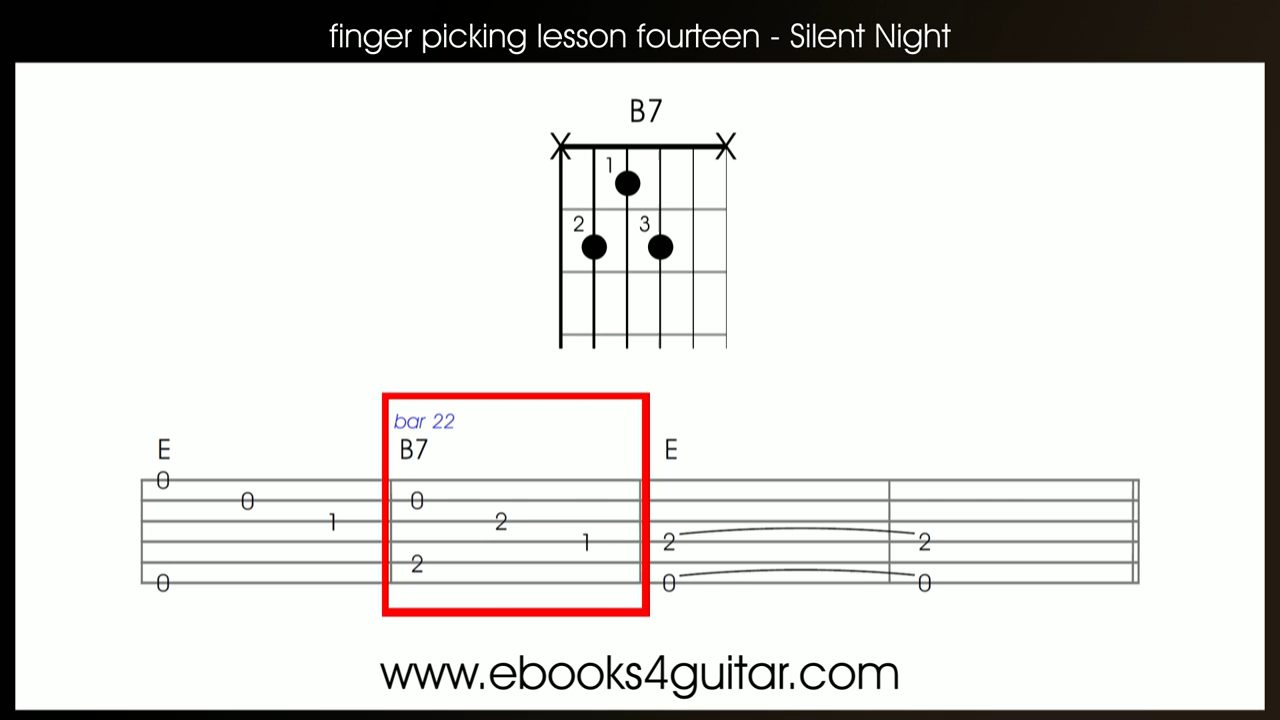 finger picking lesson fourteen - Silent Night
B7
X X
1
2 3
bar 22
E B7 E
0
0 0
1 2
1 2 2
2
0 0 0
www.ebooks4guitar.com